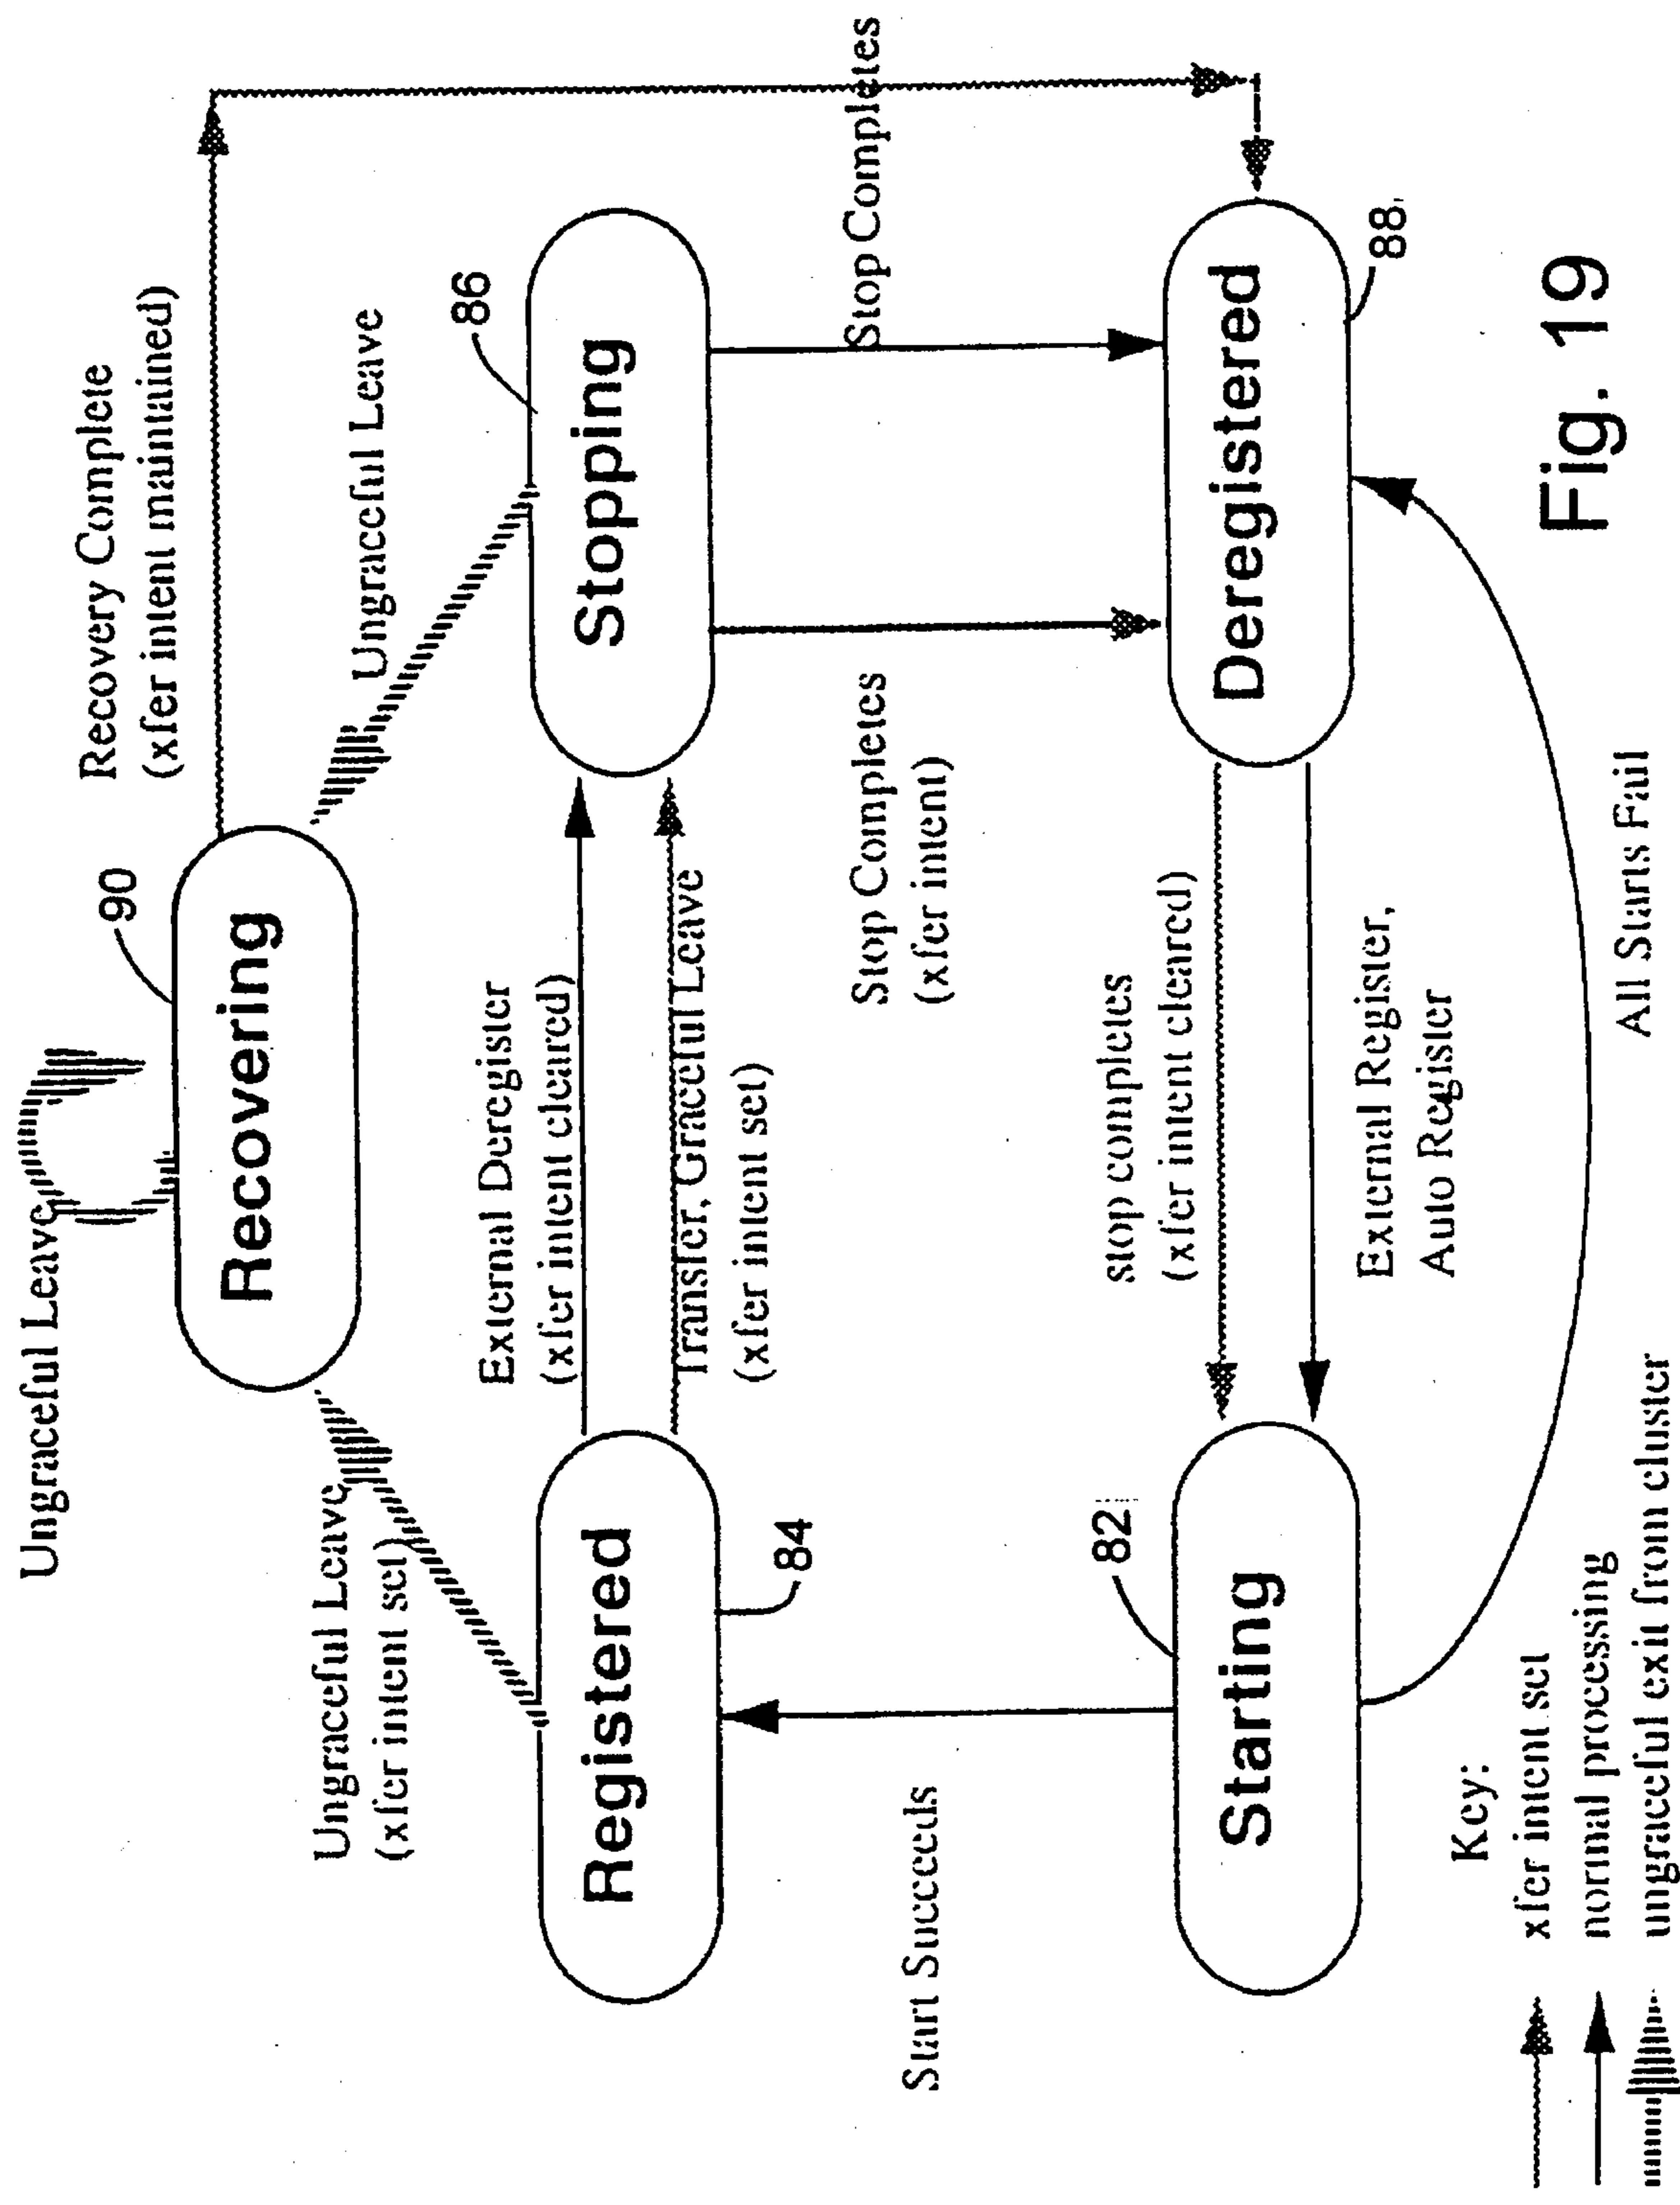 Ungraceful Leave
90
Recovering
Recovery Complete
(xfer intent maintained)
Ungraceful Leave
(xfer intent set)
Ungraceful Leave
86
External Deregister
(xfer intent cleared)
Registered
Stopping
84
Transfer, Graceful Leave
(xfer intent set)
Start Succeeds
Stop Completes
(xfer intent)
Stop Completes
82
stop completes
(xfer intent cleared)
Starting
Deregistered
88
External Register,
Auto Register
All Starts Fail
Key:
xfer intent set
normal processing
ungraceful exit from cluster
Fig. 19